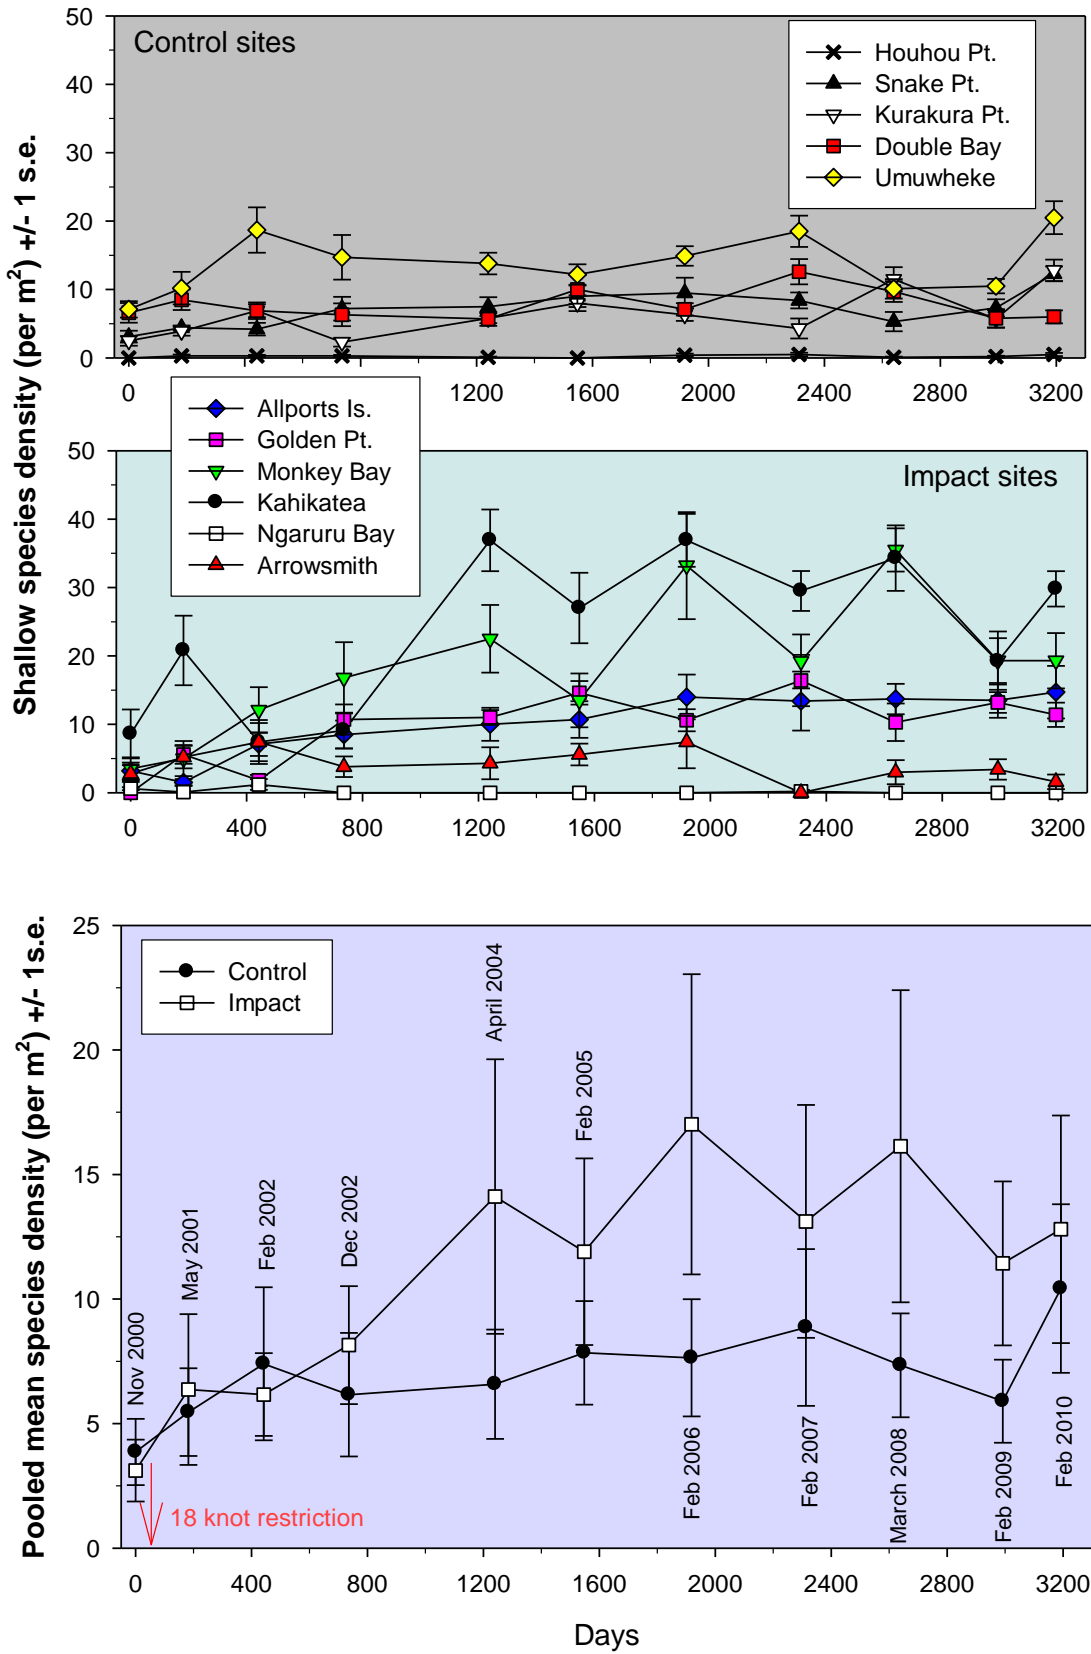 Control sites
Houhou Pt.
Snake Pt.
Kurakura Pt.
Double Bay
Umuwheke
50
40
30
20
10
0
0 1200 1600 2000 2400 2800 3200
Shallow species density (per m2) +/- 1 s.e.
Allports Is.
Golden Pt.
Monkey Bay
Kahikatea
Ngaruru Bay
Arrowsmith
Impact sites
50
40
30
20
10
0
0 400 800 1200 1600 2000 2400 2800 3200
Pooled mean species density (per m2) +/- 1s.e.
Control
Impact
25
20
15
10
5
0
Nov 2000
May 2001
Feb 2002
Dec 2002
April 2004
Feb 2005
Feb 2006
Feb 2007
March 2008
Feb 2009
Feb 2010
18 knot restriction
0 400 800 1200 1600 2000 2400 2800 3200
Days